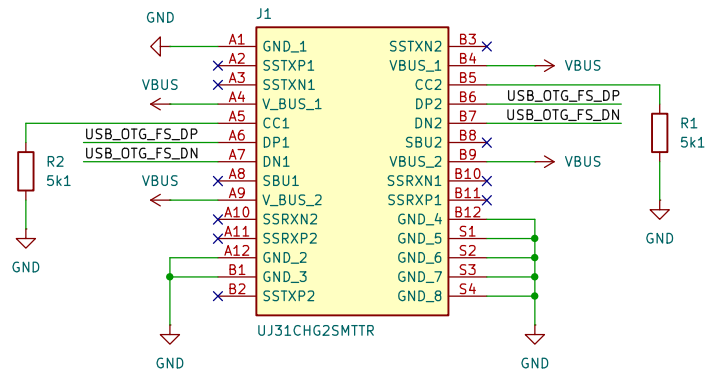 J1
GND
A1 GND_1 SSTXN2 B3
A2 SSTXP1 VBUS_1 B4 VBUS
A3 SSTXN1 CC2 B5
VBUS A4 V_BUS_1 DP2 B6 USB_OTG_FS_DP
A5 CC1 DN2 B7 USB_OTG_FS_DN
USB_OTG_FS_DP A6 DP1 SBU2 B8
USB_OTG_FS_DN A7 DN1 VBUS_2 B9 VBUS
R1
5k1
R2
5k1
A8 SBU1 SSRXN1 B10
VBUS A9 V_BUS_2 SSRXP1 B11
A10 SSRXN2 GND_4 B12
A11 SSRXP2 GND_5 S1
GND
A12 GND_2 GND_6 S2
GND
B1 GND_3 GND_7 S3
B2 SSTXP2 GND_8 S4
UJ31CHG2SMTTR
GND
GND